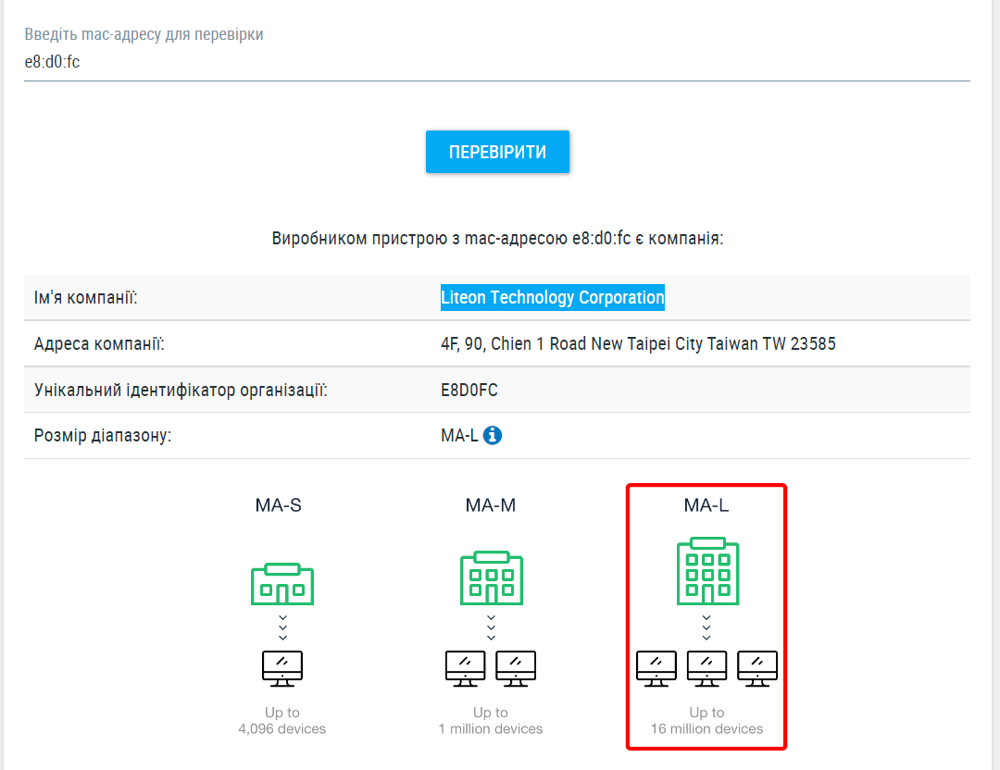 Введіть mac-адресу для перевірки
e8:d0:fc
ПЕРЕВІРИТИ
Виробником пристрою з mac-адресою e8:d0:fc є компанія:
Ім'я компанії: Liteon Technology Corporation
Адреса компанії: 4F, 90, Chien 1 Road New Taipei City Taiwan TW 23585
Унікальний ідентифікатор організації: E8D0FC
Розмір діапазону: MA-L
MA-S MA-M MA-L
Up to Up to Up to
4,096 devices 1 million devices 16 million devices